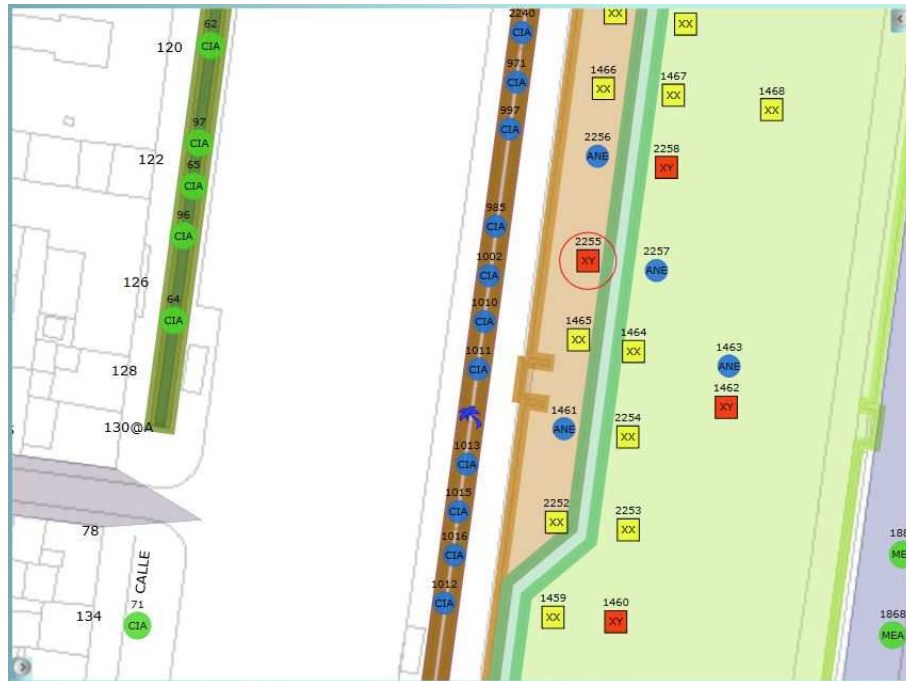 62
CIA
120
97
CIA
122
65
CIA
96
CIA
126
64
CIA
128
130@A
78
CALLE
71
CIA
134
2240
CIA
971
CIA
997
CIA
985
CIA
1002
CIA
1010
CIA
1011
CIA
1013
CIA
1015
CIA
1016
CIA
1012
CIA
XX
XX
1466
XX
1467
XX
1468
XX
2256
ANE
2258
XY
2255
XY
2257
ANE
1465
XX
1464
XX
1463
ANE
1462
XY
1461
ANE
2254
XX
2252
XX
2253
XX
1459
XX
1460
XY
188
ME
1868
MEA